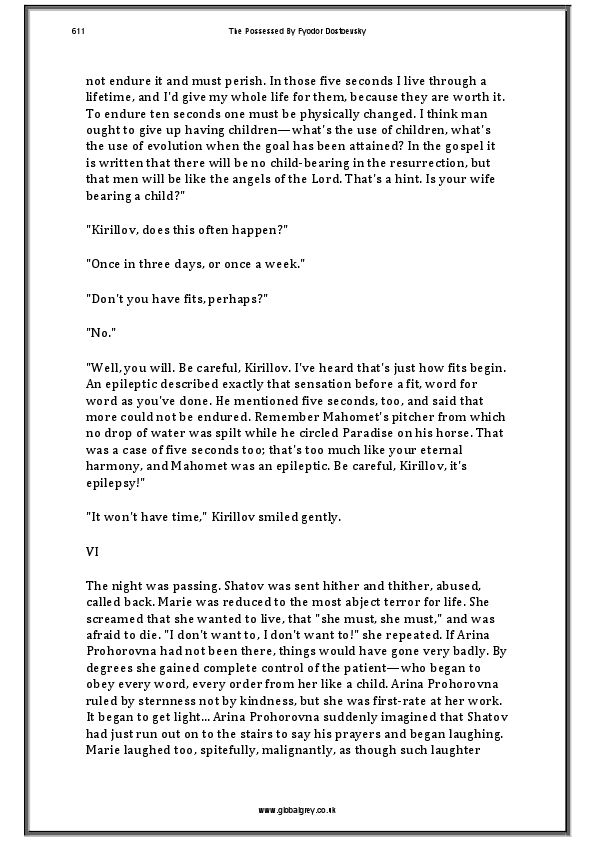 611
The Possessed By Fyodor Dostoevsky
not endure it and must perish. In those five seconds I live through a
lifetime, and I'd give my whole life for them, because they are worth it.
To endure ten seconds one must be physically changed. I think man
ought to give up having children—what's the use of children, what's
the use of evolution when the goal has been attained? In the gospel it
is written that there will be no child-bearing in the resurrection, but
that men will be like the angels of the Lord. That's a hint. Is your wife
bearing a child?"
"Kirillov, does this often happen?"
"Once in three days, or once a week."
"Don't you have fits, perhaps?"
"No."
"Well, you will. Be careful, Kirillov. I've heard that's just how fits begin.
An epileptic described exactly that sensation before a fit, word for
word as you've done. He mentioned five seconds, too, and said that
more could not be endured. Remember Mahomet's pitcher from which
no drop of water was spilt while he circled Paradise on his horse. That
was a case of five seconds too; that's too much like your eternal
harmony, and Mahomet was an epileptic. Be careful, Kirillov, it's
epilepsy!"
"It won't have time," Kirillov smiled gently.
VI
The night was passing. Shatov was sent hither and thither, abused,
called back. Marie was reduced to the most abject terror for life. She
screamed that she wanted to live, that "she must, she must," and was
afraid to die. "I don't want to, I don't want to!" she repeated. If Arina
Prohorovna had not been there, things would have gone very badly. By
degrees she gained complete control of the patient—who began to
obey every word, every order from her like a child. Arina Prohorovna
ruled by sternness not by kindness, but she was first-rate at her work.
It began to get light... Arina Prohorovna suddenly imagined that Shatov
had just run out on to the stairs to say his prayers and began laughing.
Marie laughed too, spitefully, malignantly, as though such laughter
www.globalgrey.co.uk